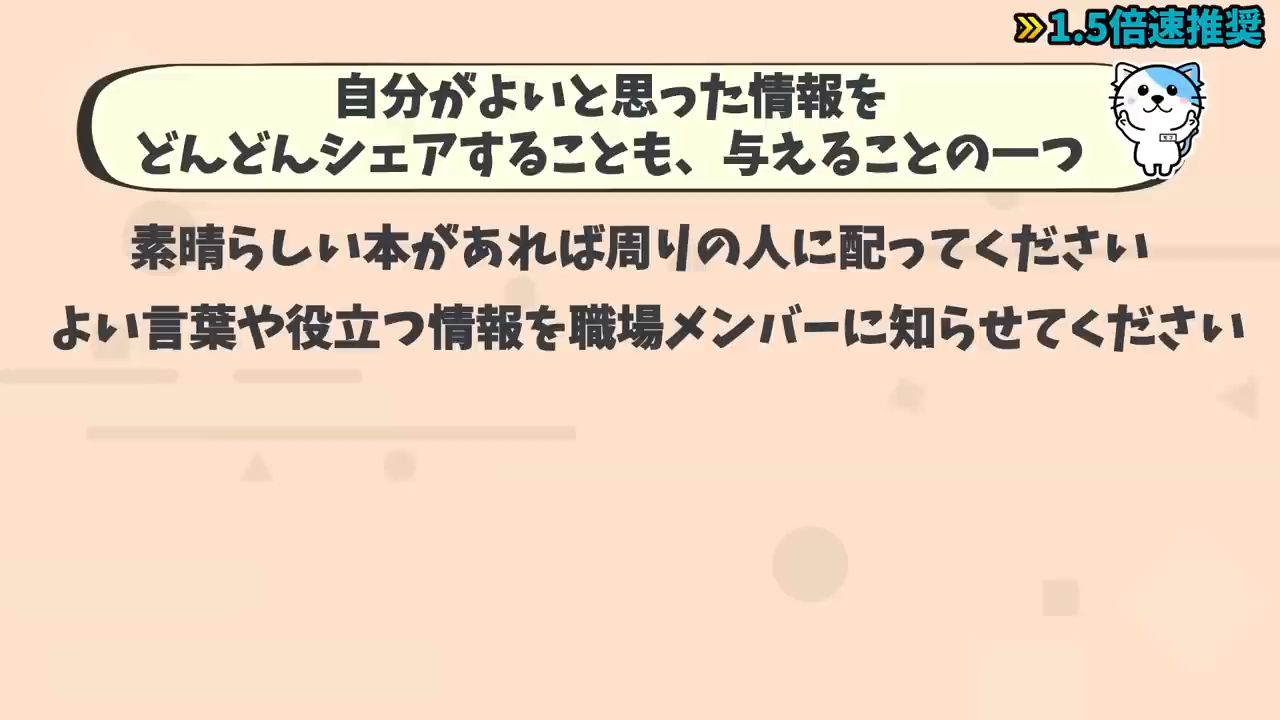 1.5倍速推奨
自分がよいと思った情報を
どんどんシェアすることも、与えることの一つ
素晴らしい本があれば周りの人に配ってください
よい言葉や役立つ情報を職場メンバーに知らせてください